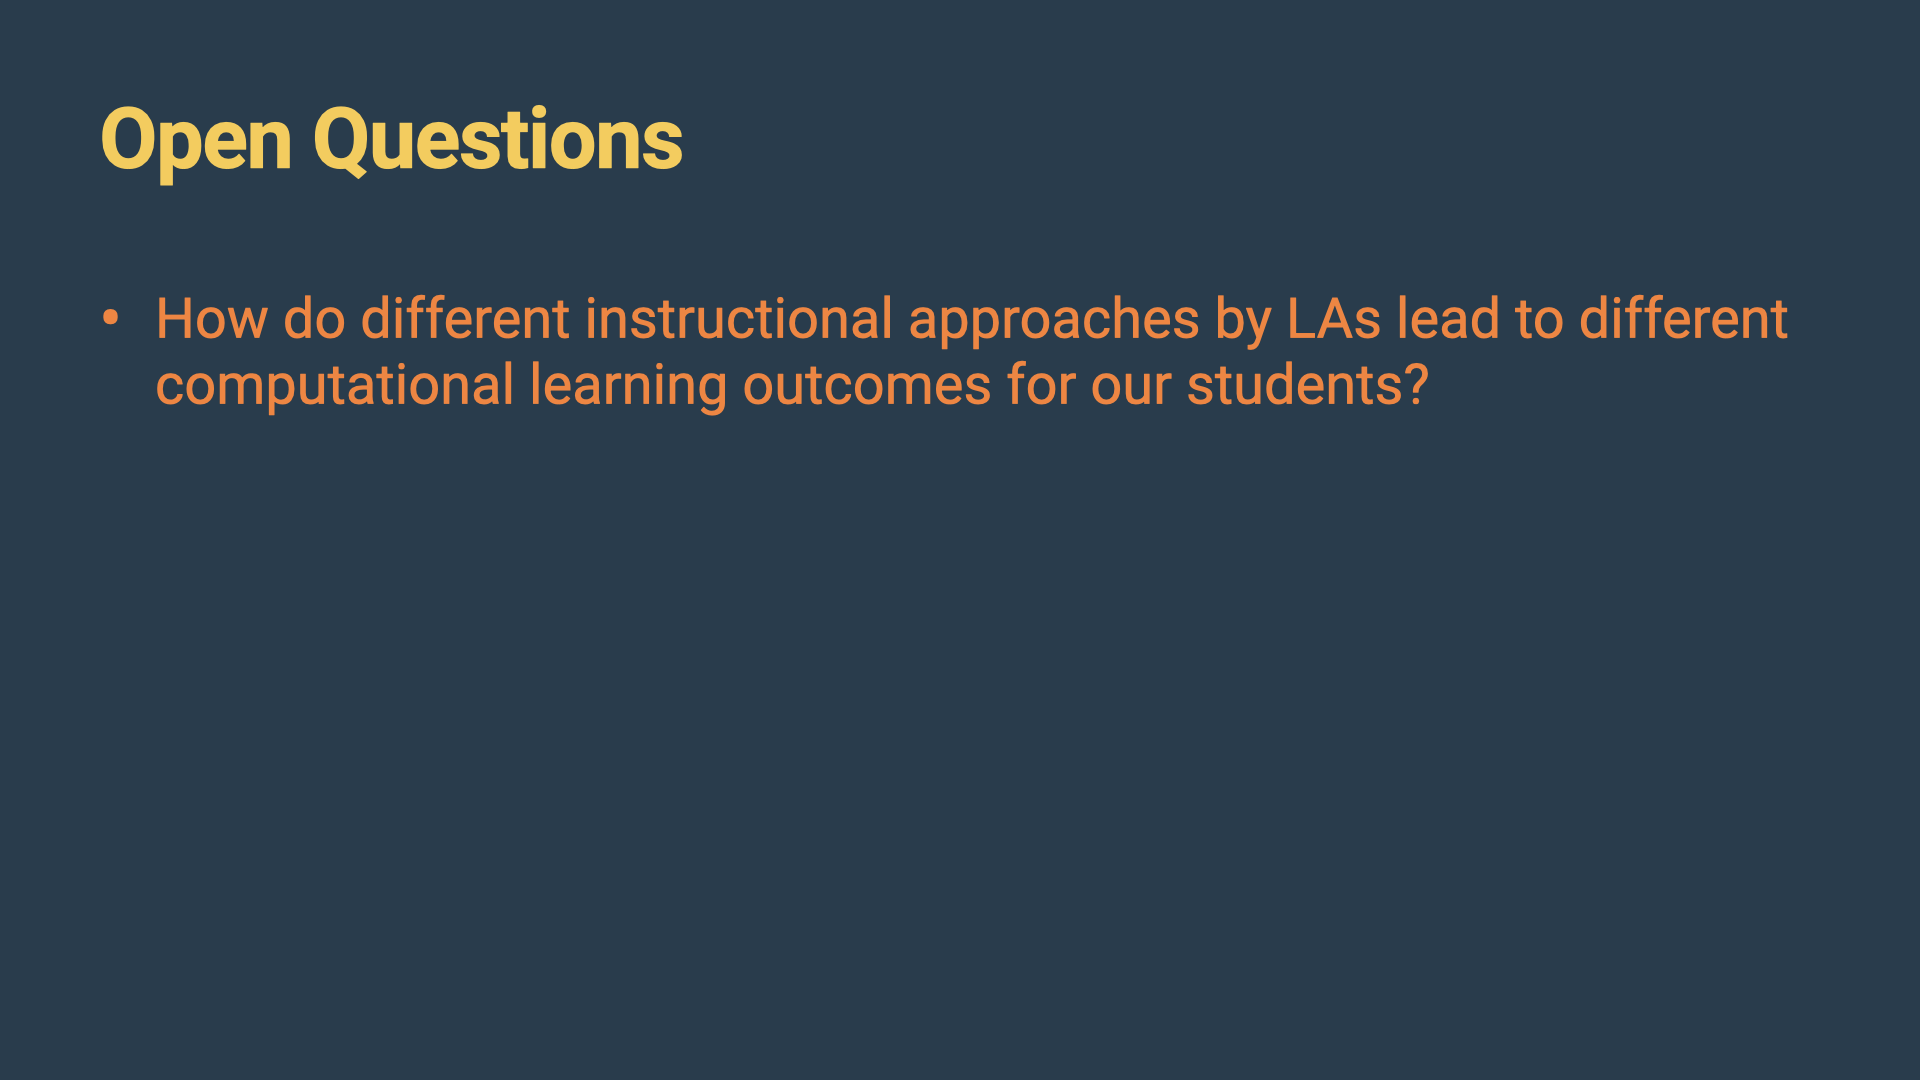 Open Questions
• How do different instructional approaches by LAs lead to different
computational learning outcomes for our students?